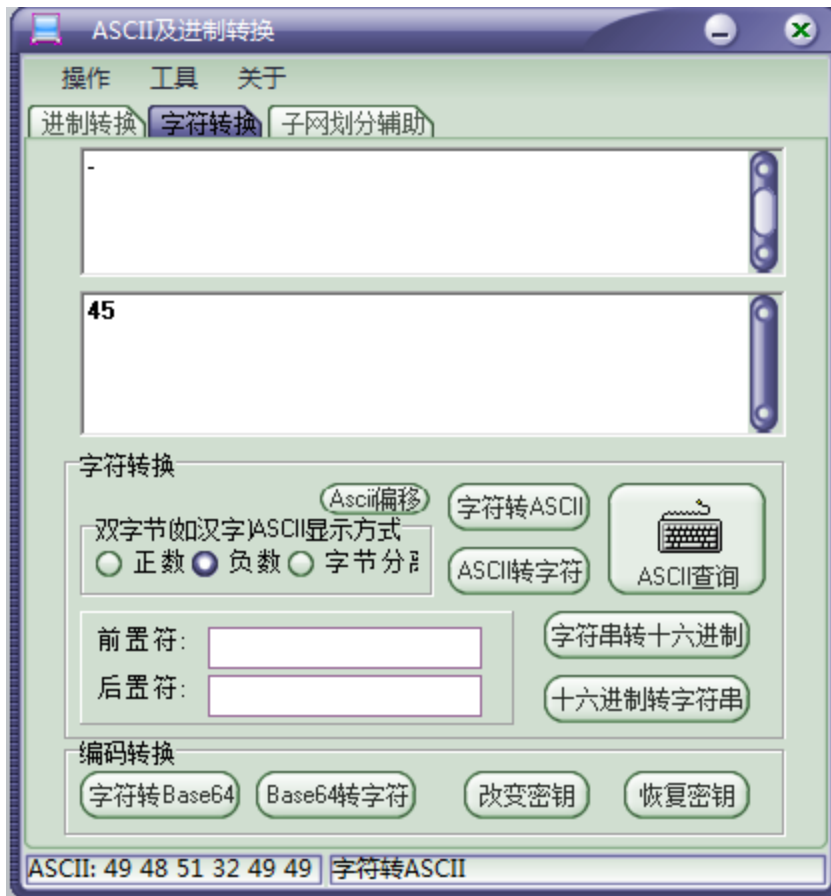 ASCII及进制转换
操作 工具 关于
进制转换 字符转换 子网划分辅助
-
45
字符转换
Ascii偏移
字符转ASCII
双字节(如汉字)ASCII显示方式
正数 负数 字节分离
ASCII转字符
ASCII查询
前置符:
字符串转十六进制
后置符:
十六进制转字符串
编码转换
字符转Base64 Base64转字符 改变密钥 恢复密钥
ASCII: 49 48 51 32 49 49 字符转ASCII